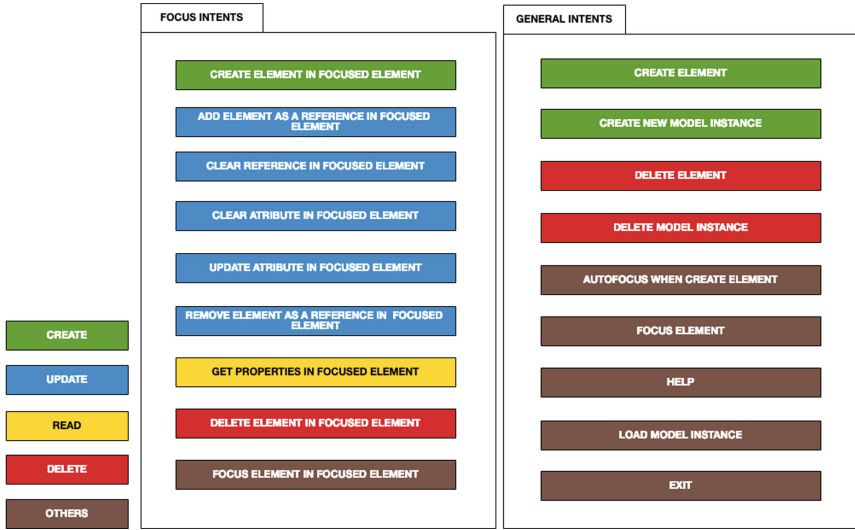 FOCUS INTENTS
CREATE ELEMENT IN FOCUSED ELEMENT
ADD ELEMENT AS A REFERENCE IN FOCUSED
ELEMENT
CLEAR REFERENCE IN FOCUSED ELEMENT
CLEAR ATRIBUTE IN FOCUSED ELEMENT
UPDATE ATRIBUTE IN FOCUSED ELEMENT
REMOVE ELEMENT AS A REFERENCE IN FOCUSED
ELEMENT
GET PROPERTIES IN FOCUSED ELEMENT
DELETE ELEMENT IN FOCUSED ELEMENT
FOCUS ELEMENT IN FOCUSED ELEMENT
GENERAL INTENTS
CREATE ELEMENT
CREATE NEW MODEL INSTANCE
DELETE ELEMENT
DELETE MODEL INSTANCE
AUTOFOCUS WHEN CREATE ELEMENT
FOCUS ELEMENT
HELP
LOAD MODEL INSTANCE
EXIT
CREATE
UPDATE
READ
DELETE
OTHERS